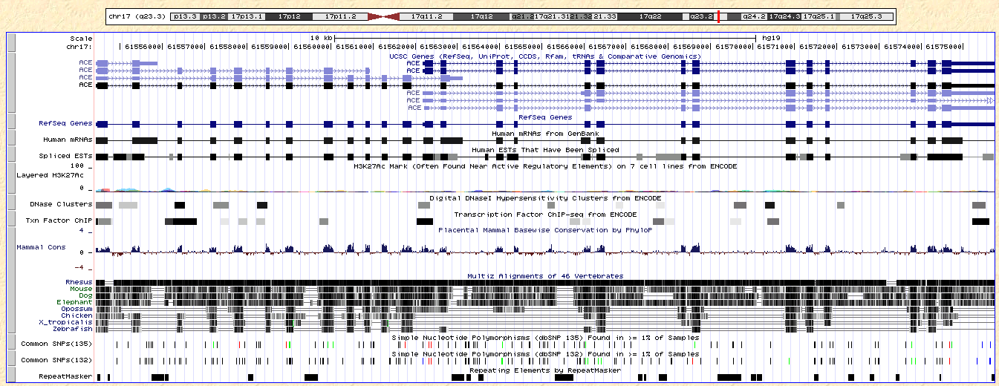 chr17 (q23.3) p13.3 p13.2 17p13.1 17p12 17p11.2 17q11.2 17q12 q21.2 17q21.31 21.32 21.33 17q22 q23.2 q24.2 17q24.3 17q25.1 17q25.3
Scale 10 kb hg19
chr17: 61556000 61557000 61558000 61559000 61560000 61561000 61562000 61563000 61564000 61565000 61566000 61567000 61568000 61569000 61570000 61571000 61572000 61573000 61574000 61575000
UCSC Genes (RefSeq, UniProt, CCDS, Rfam, tRNAs & Comparative Genomics)
ACE ACE
ACE ACE
ACE
ACE
ACE
ACE
ACE
RefSeq Genes
RefSeq Genes
Human mRNAs from GenBank
Human mRNAs
Human ESTs That Have Been Spliced
Spliced ESTs
H3K27Ac Mark (Often Found Near Active Regulatory Elements) on 7 cell lines from ENCODE
100 _
Layered H3K27Ac
0 _
Digital DNaseI Hypersensitivity Clusters from ENCODE
DNase Clusters
Transcription Factor ChIP-seq from ENCODE
Txn Factor ChIP
Placental Mammal Basewise Conservation by PhyloP
4 _
Mammal Cons
0 _
-4 _
Multiz Alignments of 46 Vertebrates
Rhesus
Mouse
Dog
Elephant
Opossum
Chicken
X_tropicalis
Zebrafish
Simple Nucleotide Polymorphisms (dbSNP 135) Found in >= 1% of Samples
Common SNPs(135)
Simple Nucleotide Polymorphisms (dbSNP 132) Found in >= 1% of Samples
Common SNPs(132)
Repeating Elements by RepeatMasker
RepeatMasker